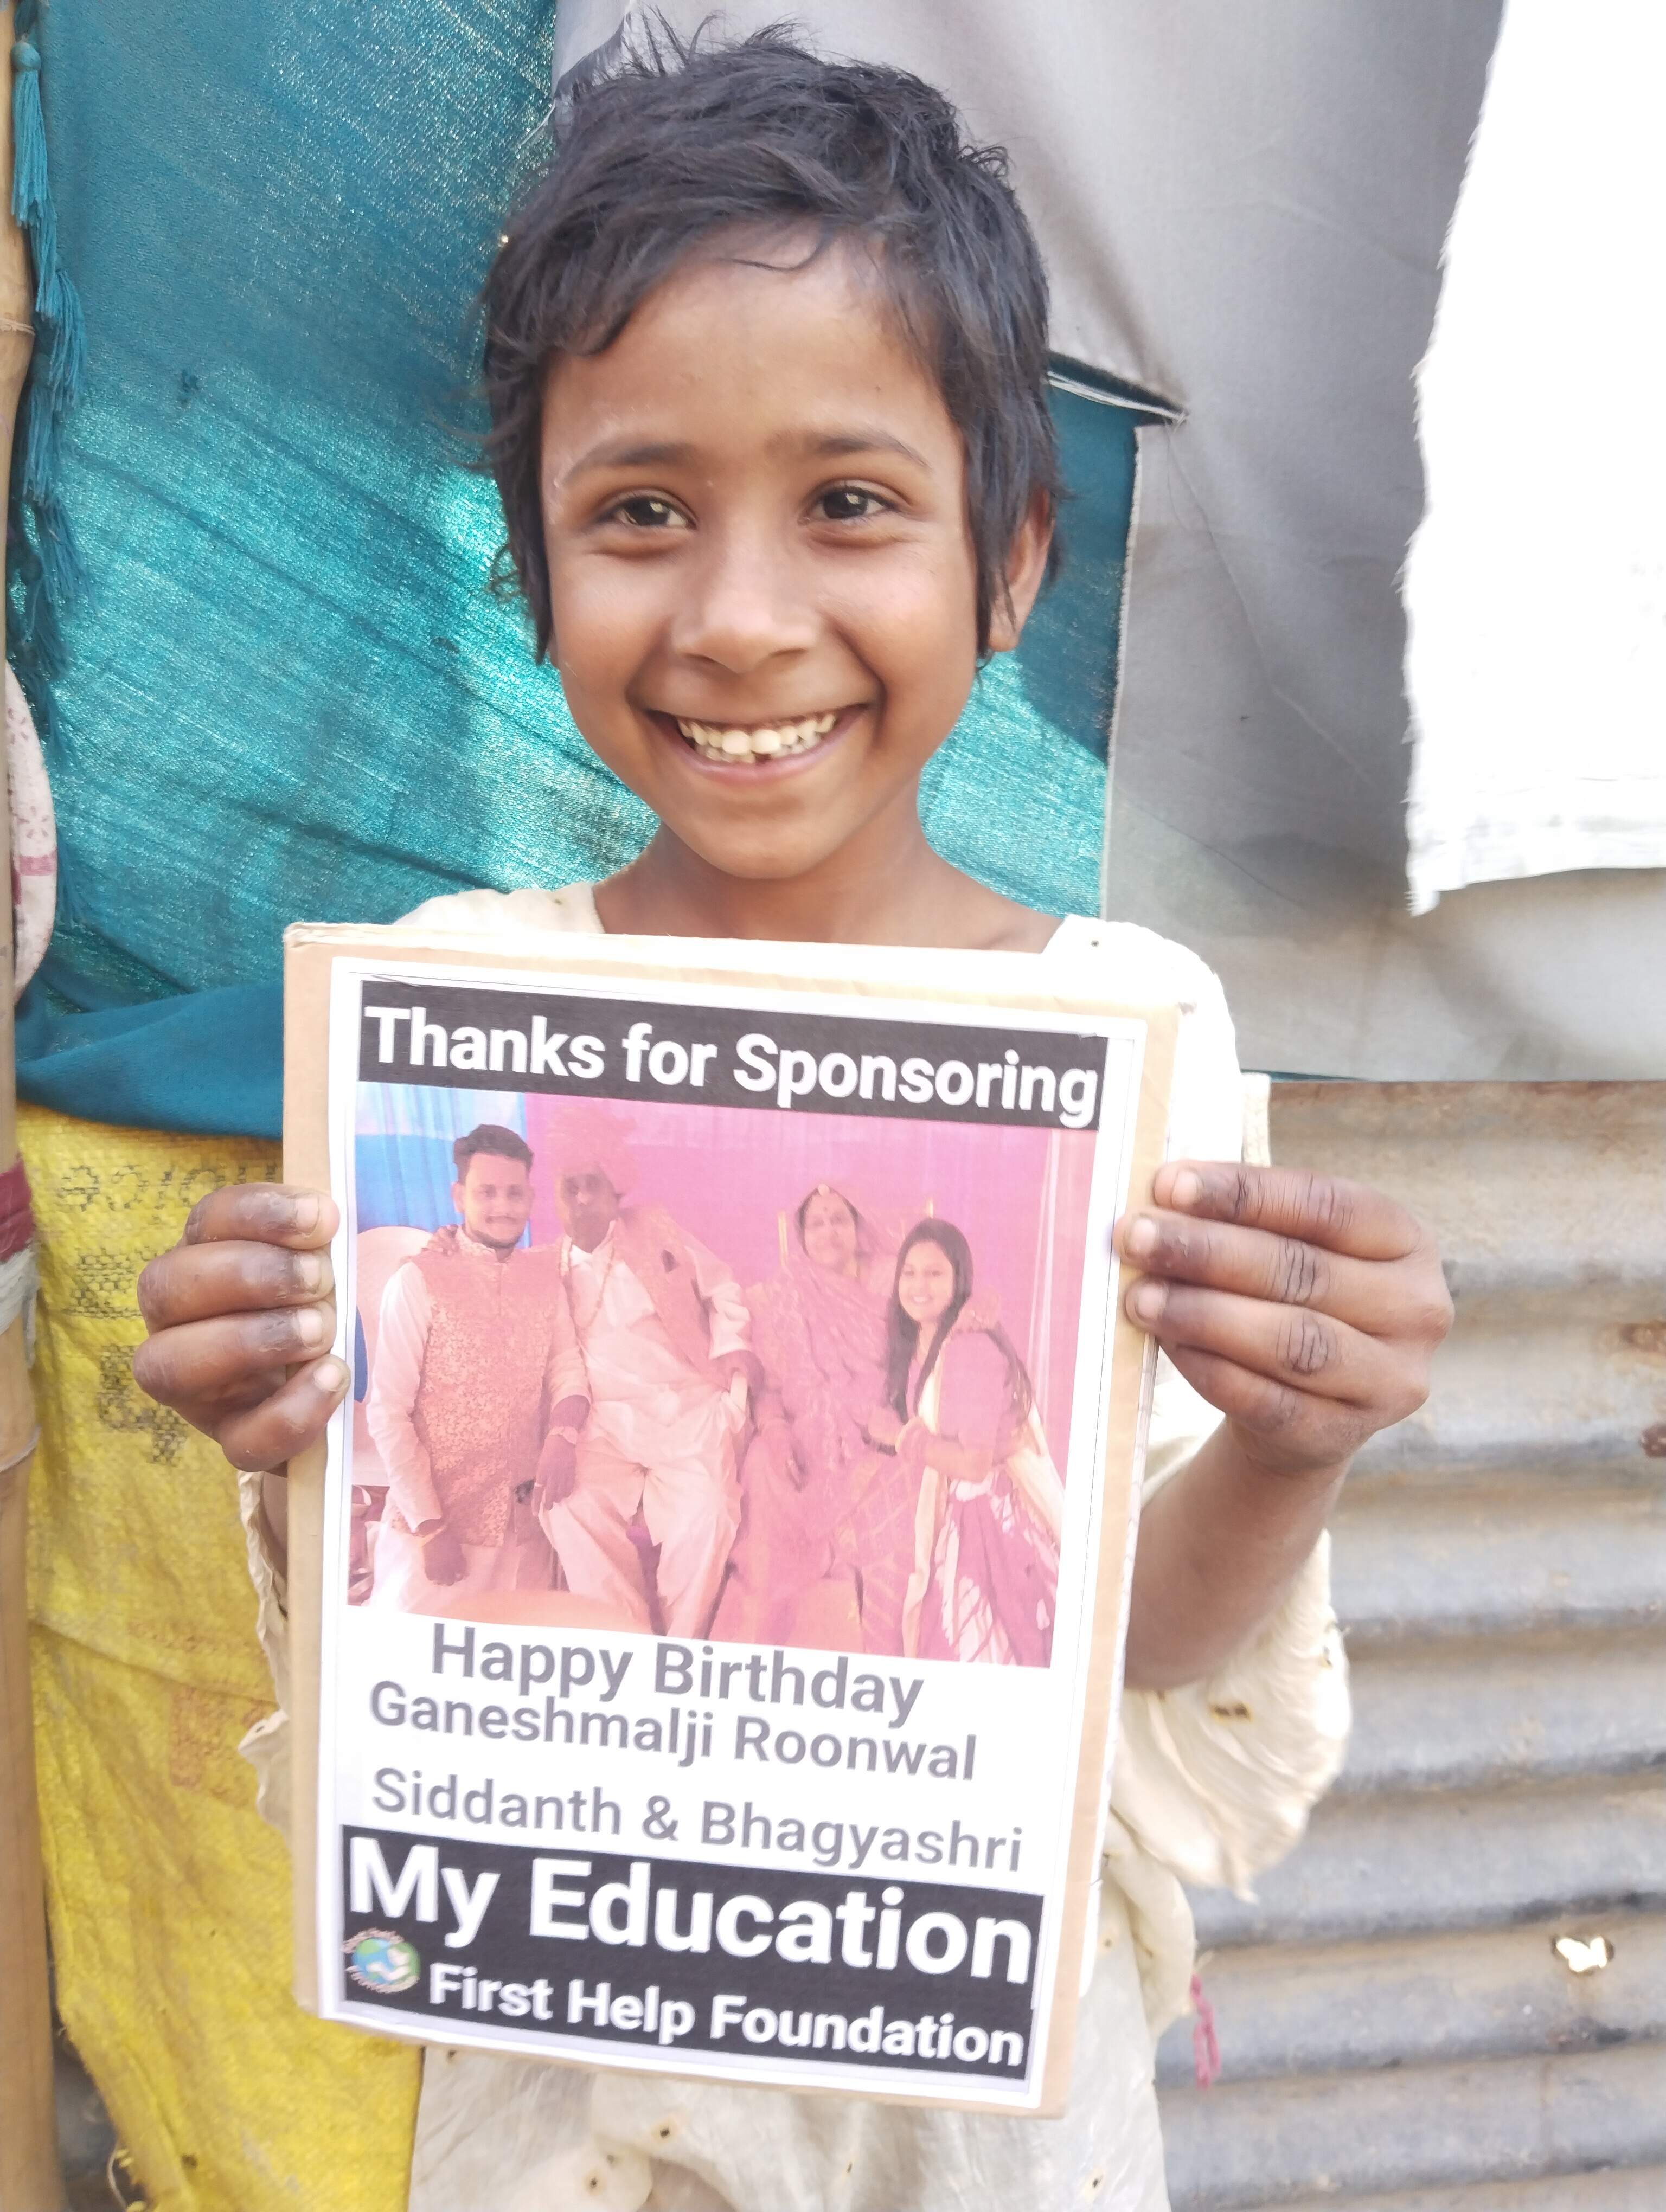 Thanks for Sponsoring
Happy Birthday
Ganeshmalji Roonwal
Siddanth & Bhagyashri
My Education
First Help Foundation